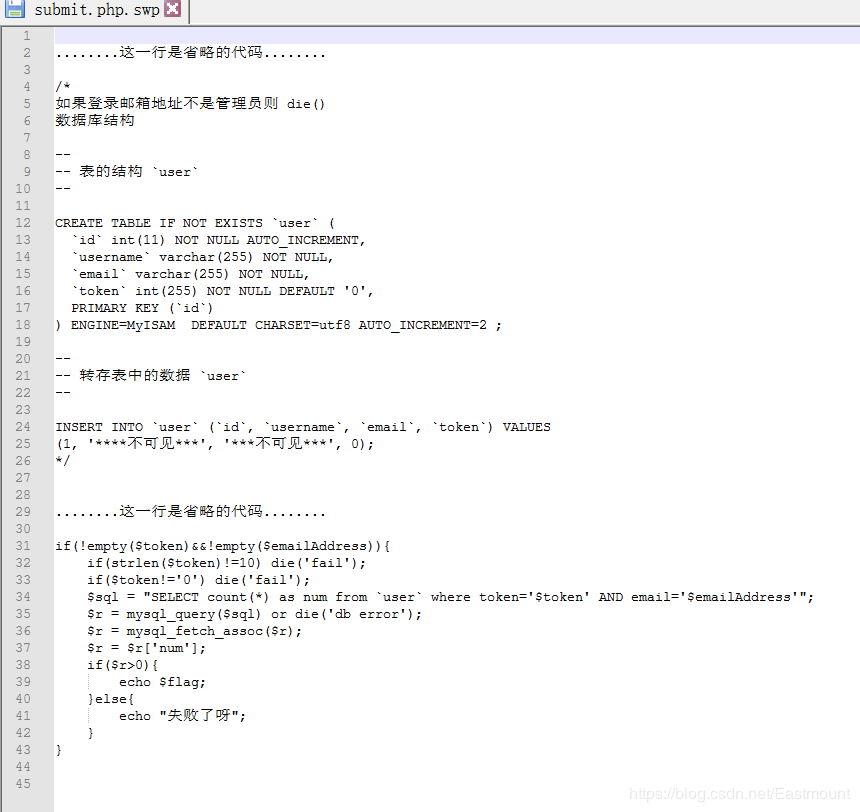 submit.php.swp
1
2 ........这一行是省略的代码........
3
4 /*
5 如果登录邮箱地址不是管理员则 die()
6 数据库结构
7
8 --
9 -- 表的结构 `user`
10 --
11
12 CREATE TABLE IF NOT EXISTS `user` (
13 `id` int(11) NOT NULL AUTO_INCREMENT,
14 `username` varchar(255) NOT NULL,
15 `email` varchar(255) NOT NULL,
16 `token` int(255) NOT NULL DEFAULT '0',
17 PRIMARY KEY (`id`)
18 ) ENGINE=MyISAM  DEFAULT CHARSET=utf8 AUTO_INCREMENT=2 ;
19
20 --
21 -- 转存表中的数据 `user`
22 --
23
24 INSERT INTO `user` (`id`, `username`, `email`, `token`) VALUES
25 (1, '****不可见***', '***不可见***', 0);
26 */
27
28
29 ........这一行是省略的代码........
30
31 if(!empty($token)&&!empty($emailAddress)){
32 if(strlen($token)!=10) die('fail');
33 if($token!='0') die('fail');
34 $sql = "SELECT count(*) as num from `user` where token='$token' AND email='$emailAddress'";
35 $r = mysql_query($sql) or die('db error');
36 $r = mysql_fetch_assoc($r);
37 $r = $r['num'];
38 if($r>0){
39 echo $flag;
40 }else{
41 echo "失败了呀";
42 }
43 }
44
45
https://blog.csdn.net/Eastmount